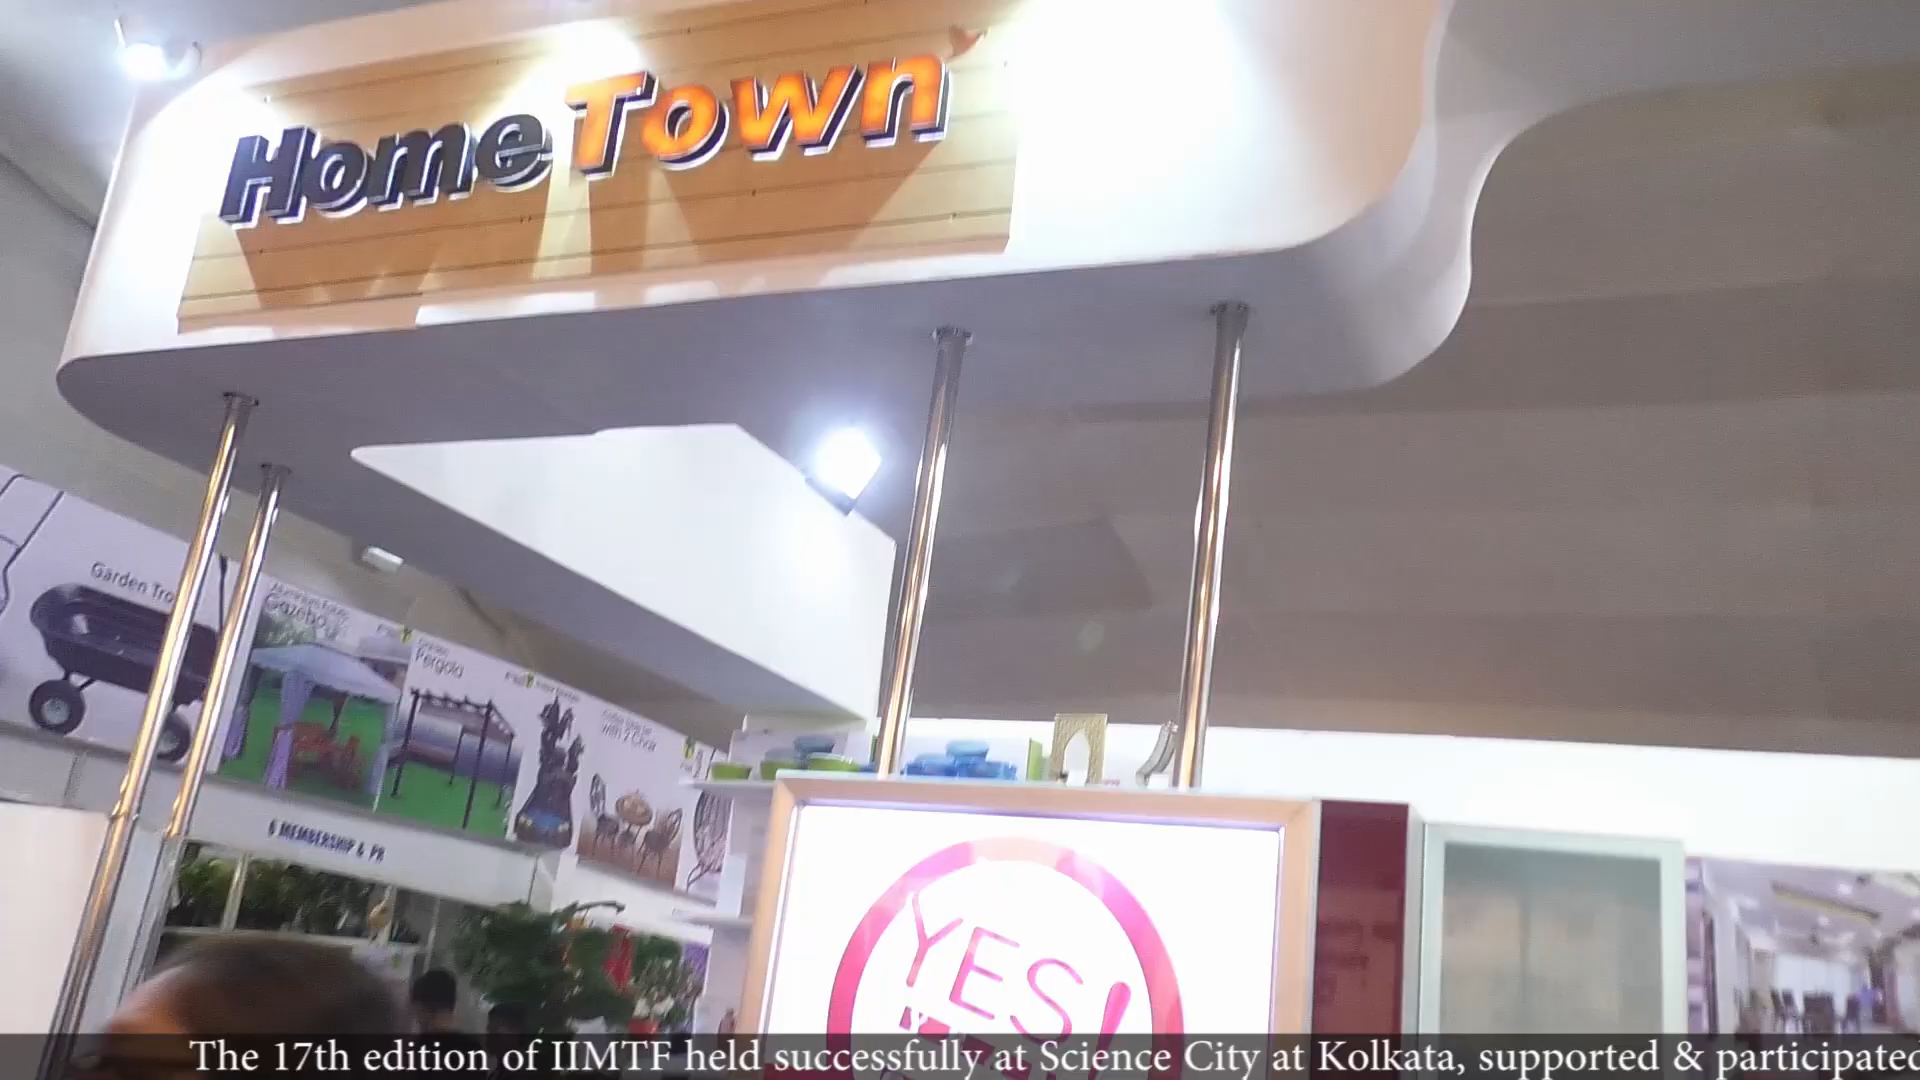 Home Town
Garden Tro
Gazebo
Pergola
with 2 Chair
& MEMBERSHIP & PR
YES!
The 17th edition of IIMTF held successfully at Science City at Kolkata, supported & participated